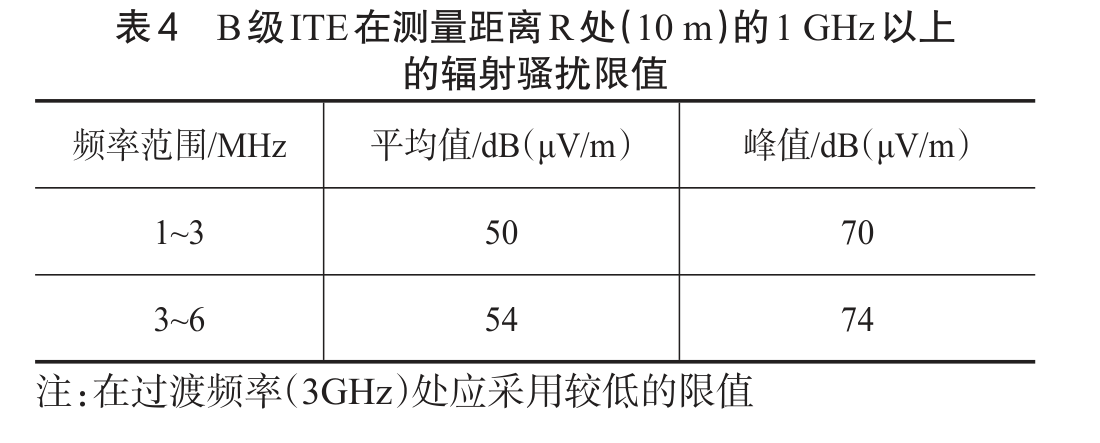 表4 B级ITE在测量距离R处(10 m)的1 GHz以上
的辐射骚扰限值
频率范围/MHz 平均值/dB(μV/m) 峰值/dB(μV/m)
1~3 50 70
3~6 54 74
注:在过渡频率(3GHz)处应采用较低的限值